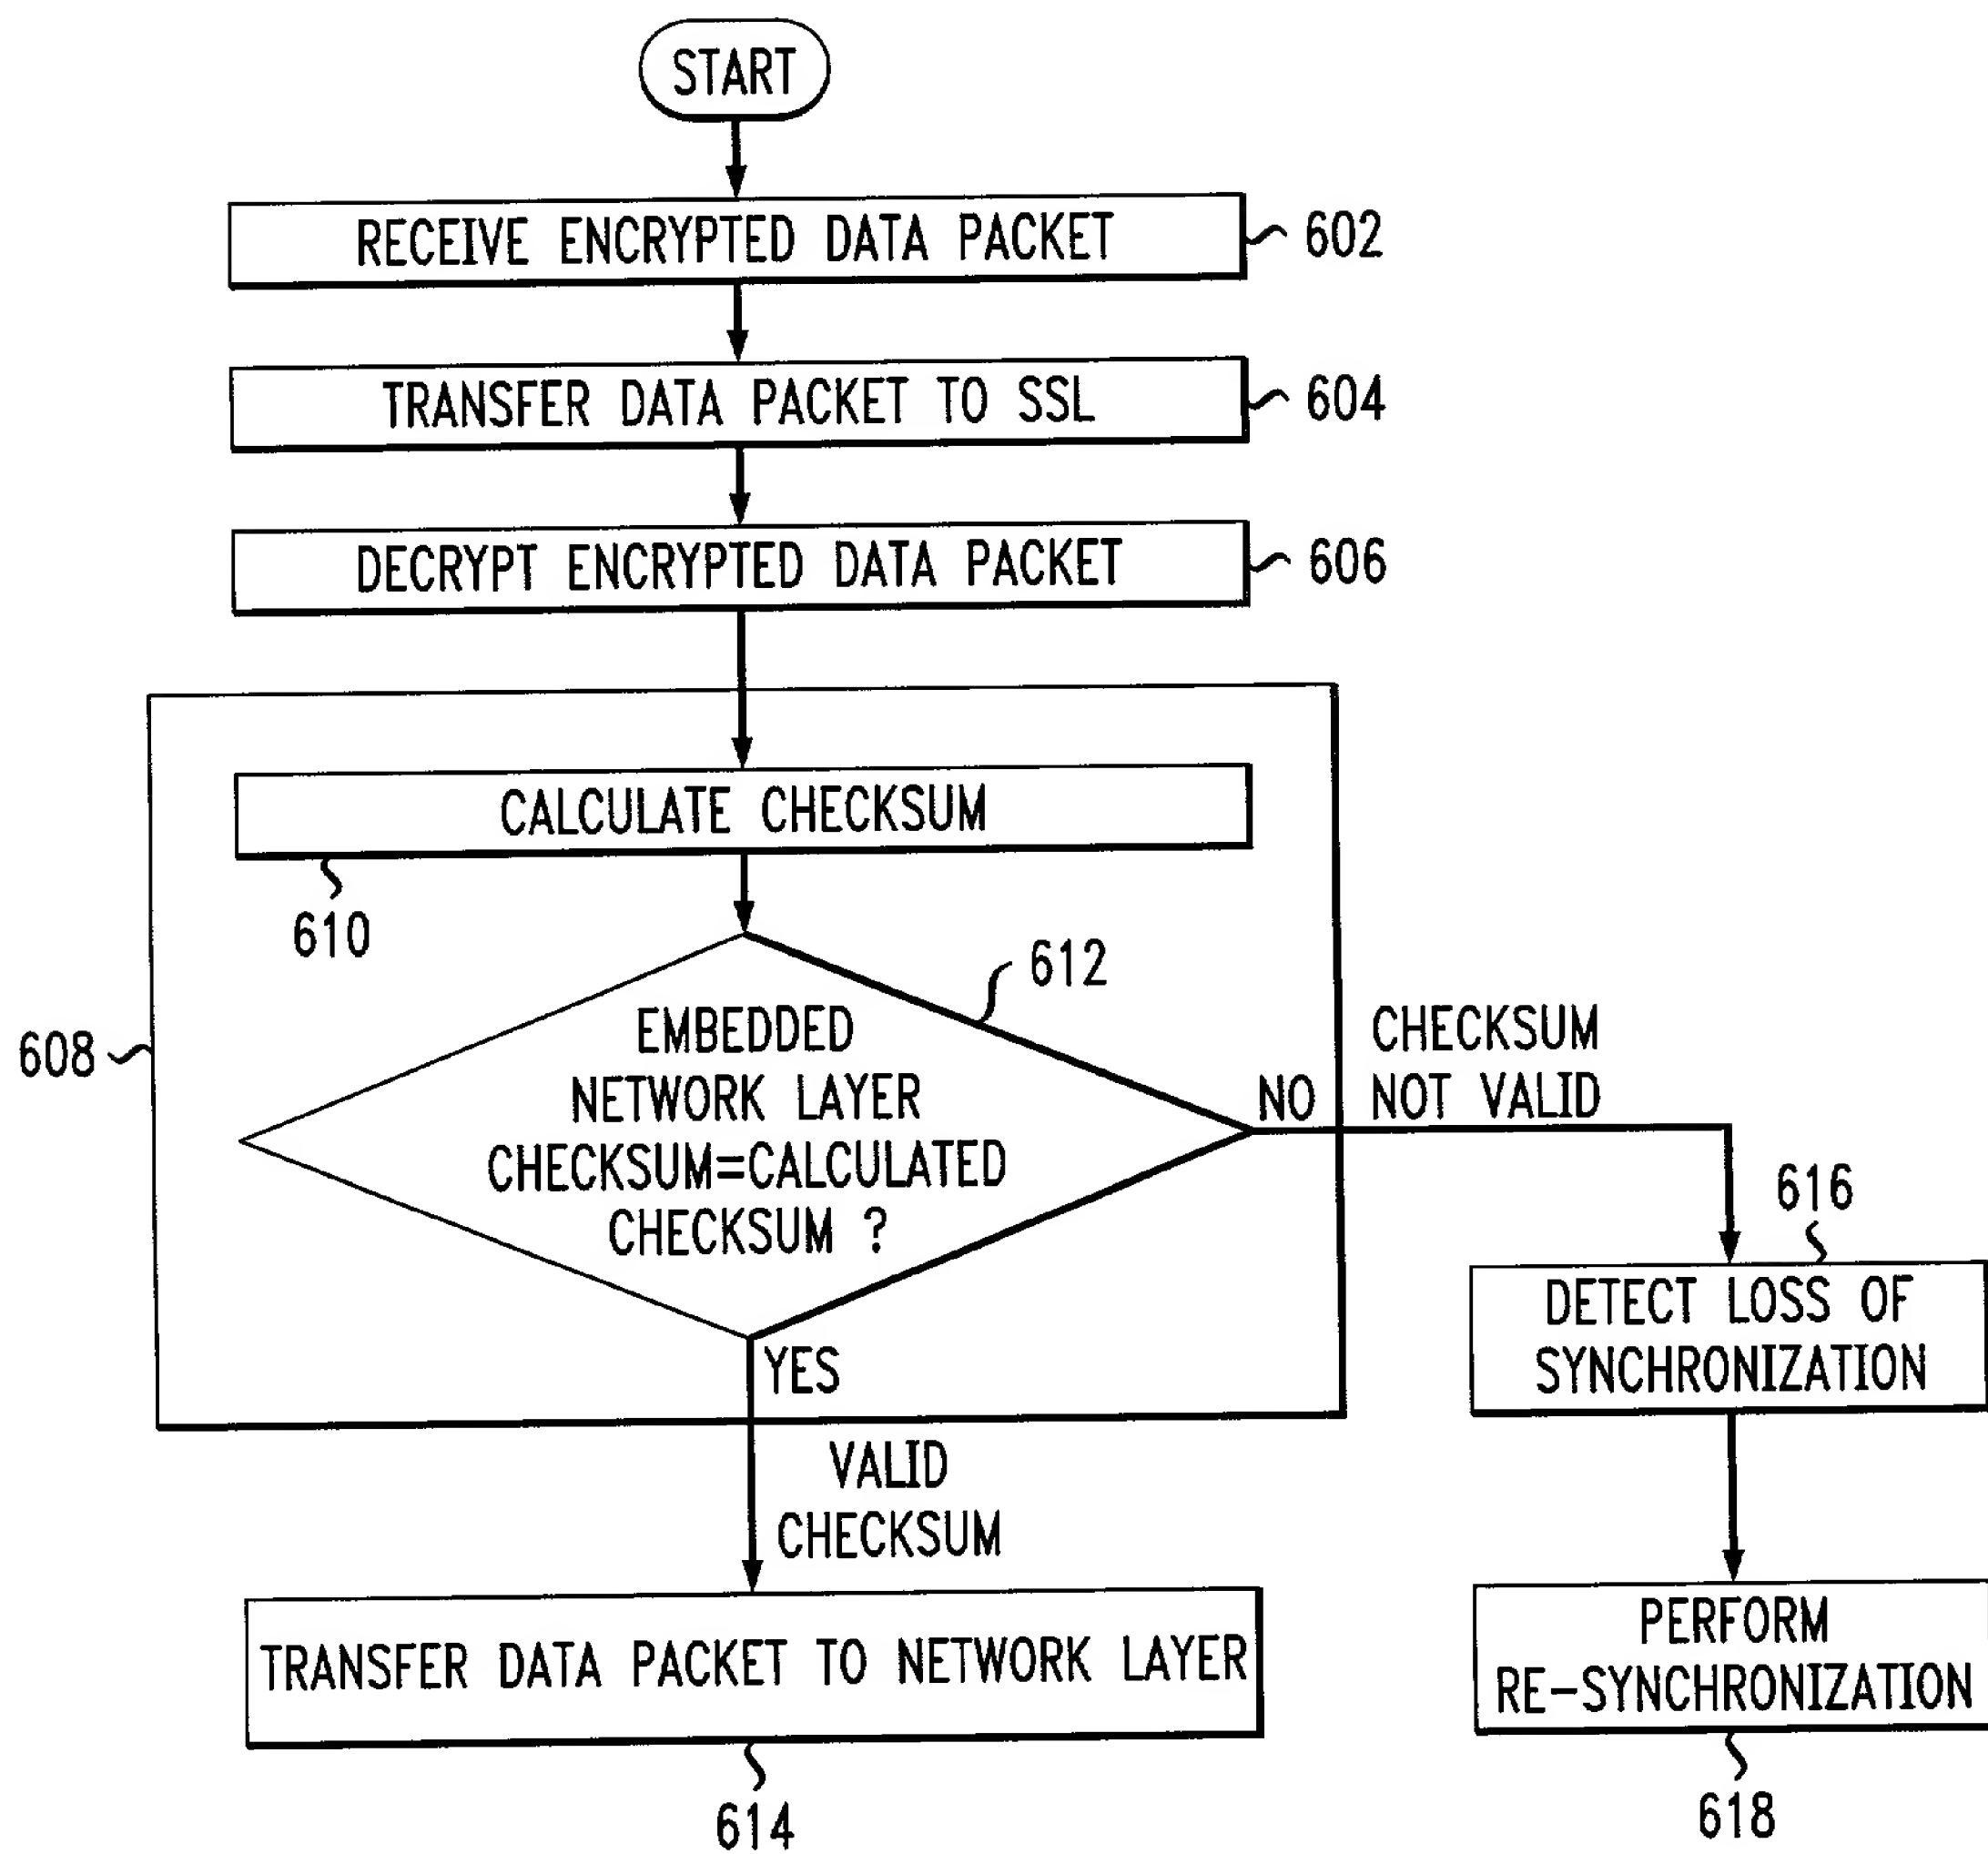 START
RECEIVE ENCRYPTED DATA PACKET
602
TRANSFER DATA PACKET TO SSL
604
DECRYPT ENCRYPTED DATA PACKET
606
CALCULATE CHECKSUM
610
612
608
EMBEDDED
NETWORK LAYER
CHECKSUM=CALCULATED
CHECKSUM ?
NO
CHECKSUM
NOT VALID
YES
VALID
CHECKSUM
616
DETECT LOSS OF
SYNCHRONIZATION
TRANSFER DATA PACKET TO NETWORK LAYER
614
PERFORM
RE-SYNCHRONIZATION
618